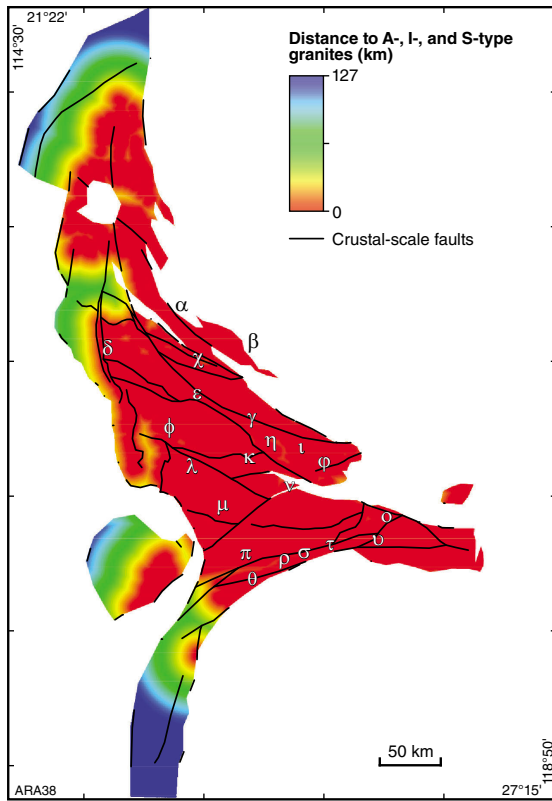 21°22'
114°30'
Distance to A-, I-, and S-type
granites (km)
127
0
Crustal-scale faults
α
β
χ
δ
ε
γ
ϕ
η
ι
κ
φ
λ
ν
μ
ο
π
ρ
σ
τ
υ
θ
50 km
118°50'
ARA38
27°15'